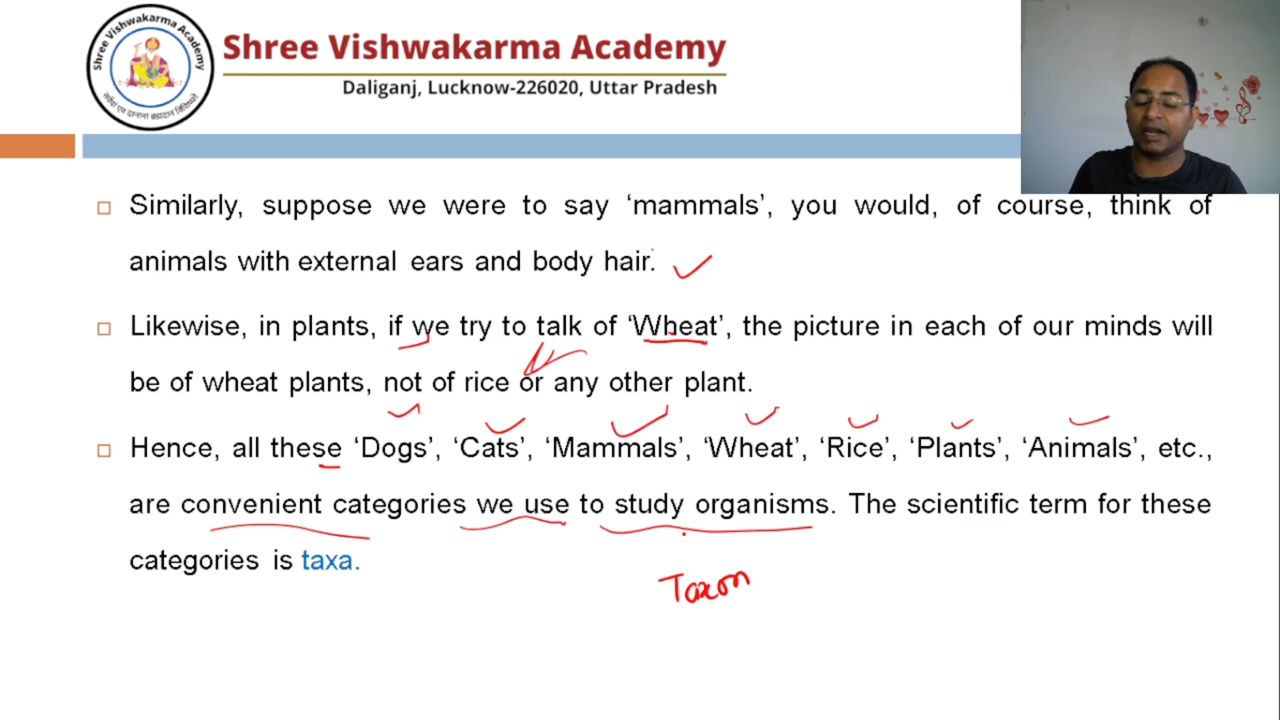 Shree Vishwakarma Academy
Shree Vishwakarma Academy
Daliganj, Lucknow-226020, Uttar Pradesh
Similarly, suppose we were to say ‘mammals’, you would, of course, think of
animals with external ears and body hair.
Likewise, in plants, if we try to talk of ‘Wheat’, the picture in each of our minds will
be of wheat plants, not of rice or any other plant.
Hence, all these ‘Dogs’, ‘Cats’, ‘Mammals’, ‘Wheat’, ‘Rice’, ‘Plants’, ‘Animals’, etc.,
are convenient categories we use to study organisms. The scientific term for these
categories is taxa.
Taxon